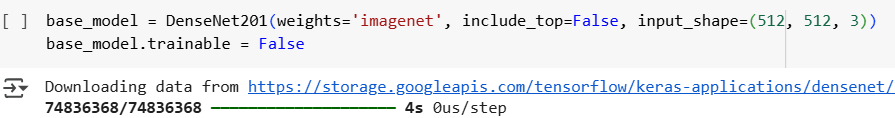 [ ] base_model = DenseNet201(weights='imagenet', include_top=False, input_shape=(512, 512, 3))
base_model.trainable = False
Downloading data from https://storage.googleapis.com/tensorflow/keras-applications/densenet/
74836368/74836368 ━━━━━━━━━━━━━━━━━━━━ 4s 0us/step